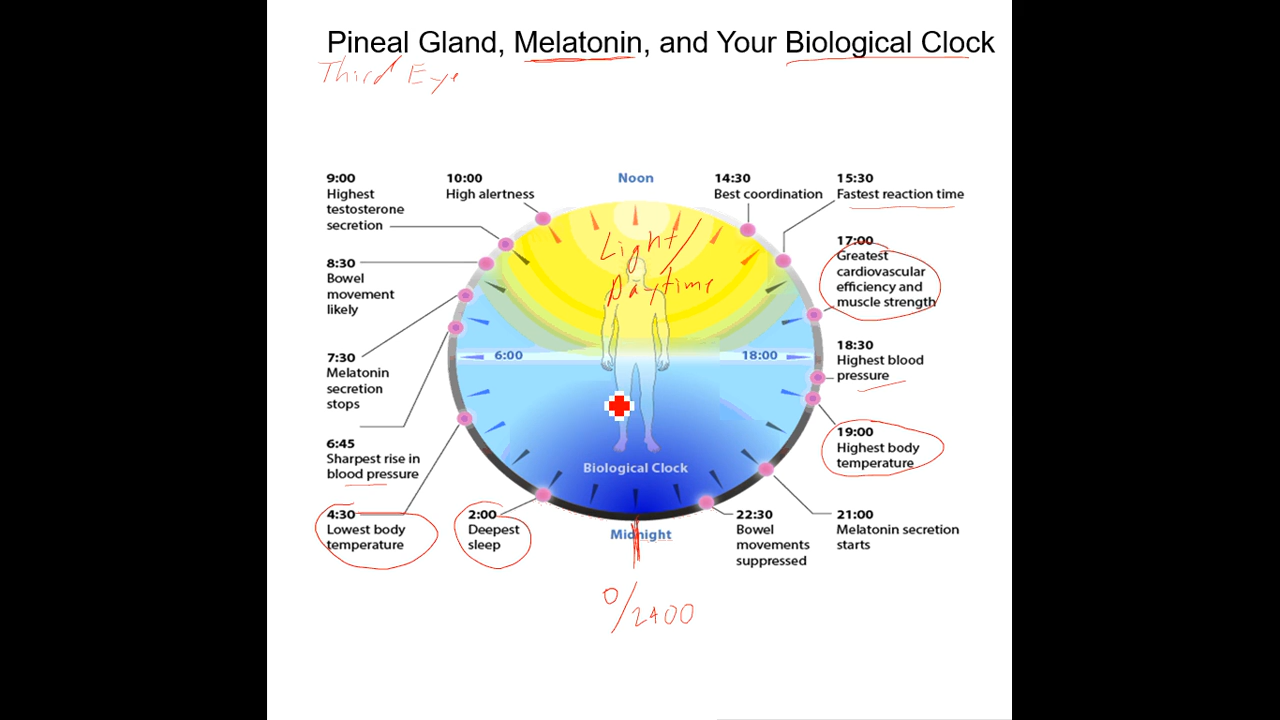 Pineal Gland, Melatonin, and Your Biological Clock
Third Eye
9:00
Highest
testosterone
secretion
10:00
High alertness
Noon
14:30
Best coordination
15:30
Fastest reaction time
8:30
Bowel
movement
likely
Light/
Daytime
17:00
Greatest
cardiovascular
efficiency and
muscle strength
7:30
Melatonin
secretion
stops
6:00
18:00
18:30
Highest blood
pressure
6:45
Sharpest rise in
blood pressure
19:00
Highest body
temperature
Biological Clock
4:30
Lowest body
temperature
2:00
Deepest
sleep
Midnight
22:30
Bowel
movements
suppressed
21:00
Melatonin secretion
starts
0/2400